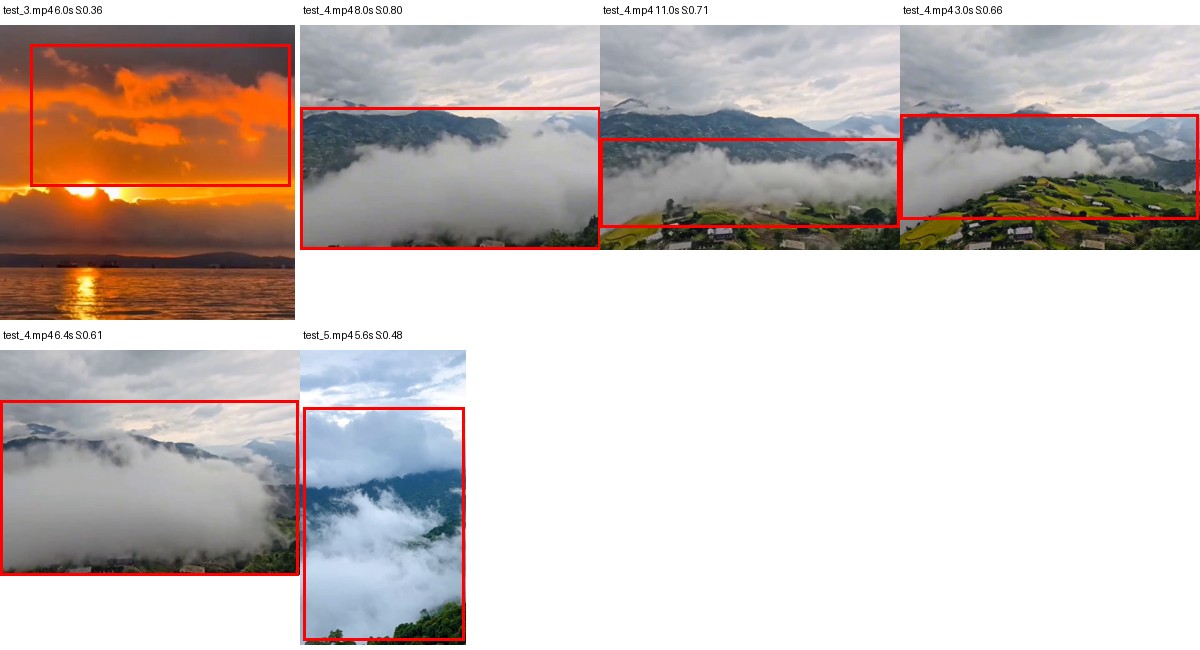 test_3.mp4 6.0s S:0.36
test_4.mp4 8.0s S:0.80
test_4.mp4 11.0s S:0.71
test_4.mp4 3.0s S:0.66
test_4.mp4 6.4s S:0.61
test_5.mp4 5.6s S:0.48